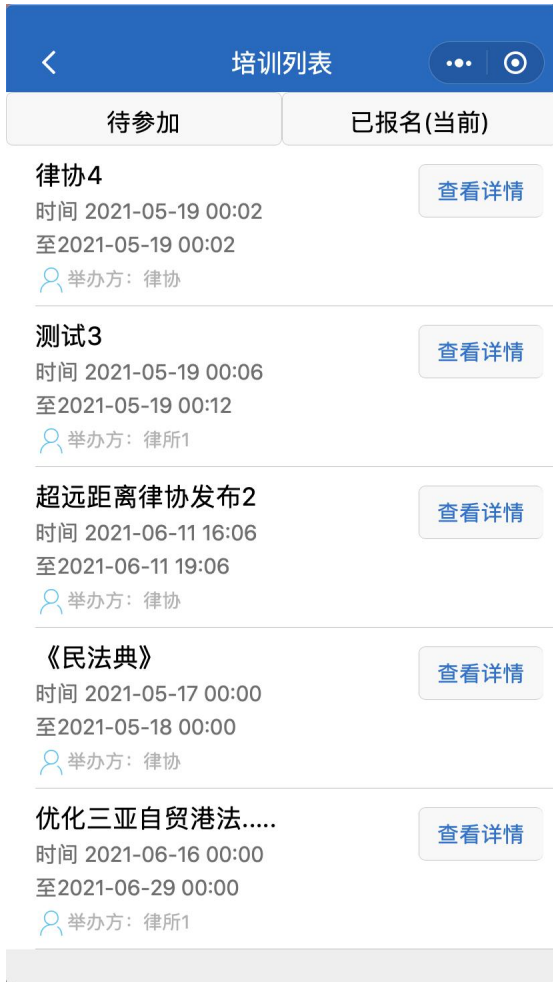 培训列表
待参加
已报名(当前)
律协4
查看详情
时间 2021-05-19 00:02
至2021-05-19 00:02
举办方：律协
测试3
查看详情
时间 2021-05-19 00:06
至2021-05-19 00:12
举办方：律所1
超远距离律协发布2
查看详情
时间 2021-06-11 16:06
至2021-06-11 19:06
举办方：律协
《民法典》
查看详情
时间 2021-05-17 00:00
至2021-05-18 00:00
举办方：律协
优化三亚自贸港法.....
查看详情
时间 2021-06-16 00:00
至2021-06-29 00:00
举办方：律所1